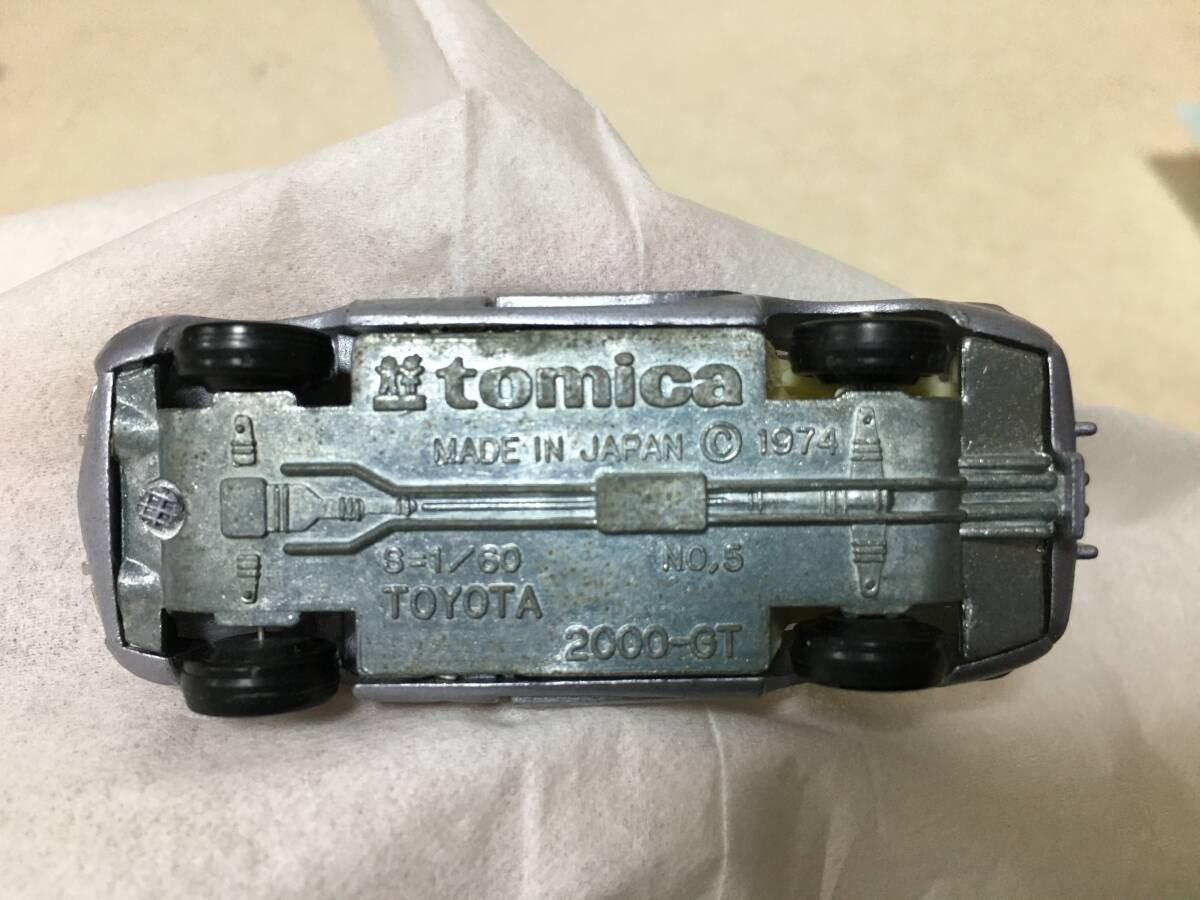 tomica
MADE IN JAPAN © 1974
S=1/60 NO,5
TOYOTA
2000-GT